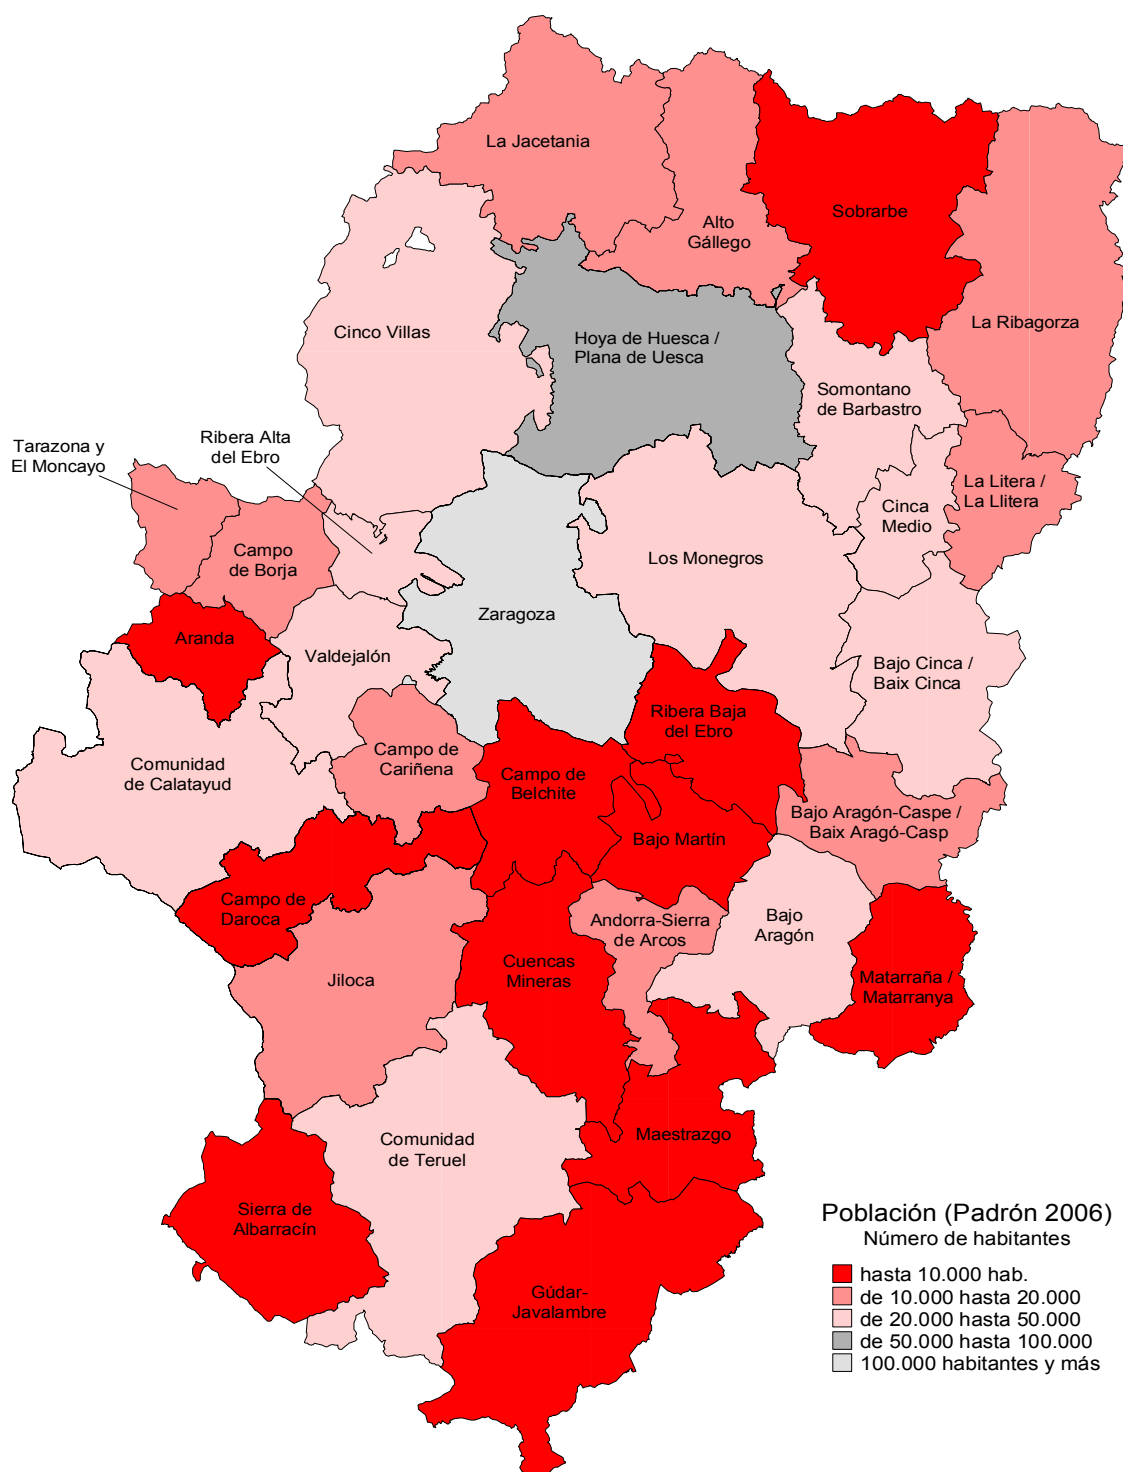 La Jacetania
Alto
Gállego
Sobrarbe
La Ribagorza
Cinco Villas
Hoya de Huesca /
Plana de Uesca
Somontano
de Barbastro
Tarazona y
El Moncayo
Ribera Alta
del Ebro
La Litera /
La Llitera
Cinca
Medio
Campo
de Borja
Los Monegros
Zaragoza
Aranda
Valdejalón
Bajo Cinca /
Baix Cinca
Ribera Baja
del Ebro
Comunidad
de Calatayud
Campo de
Cariñena
Campo de
Belchite
Bajo Aragón-Caspe /
Baix Aragó-Casp
Bajo Martín
Campo de
Daroca
Andorra-Sierra
de Arcos
Bajo
Aragón
Jiloca
Cuencas
Mineras
Matarraña /
Matarranya
Comunidad
de Teruel
Maestrazgo
Sierra de
Albarracín
Gúdar-
Javalambre
Población (Padrón 2006)
Número de habitantes
hasta 10.000 hab.
de 10.000 hasta 20.000
de 20.000 hasta 50.000
de 50.000 hasta 100.000
100.000 habitantes y más